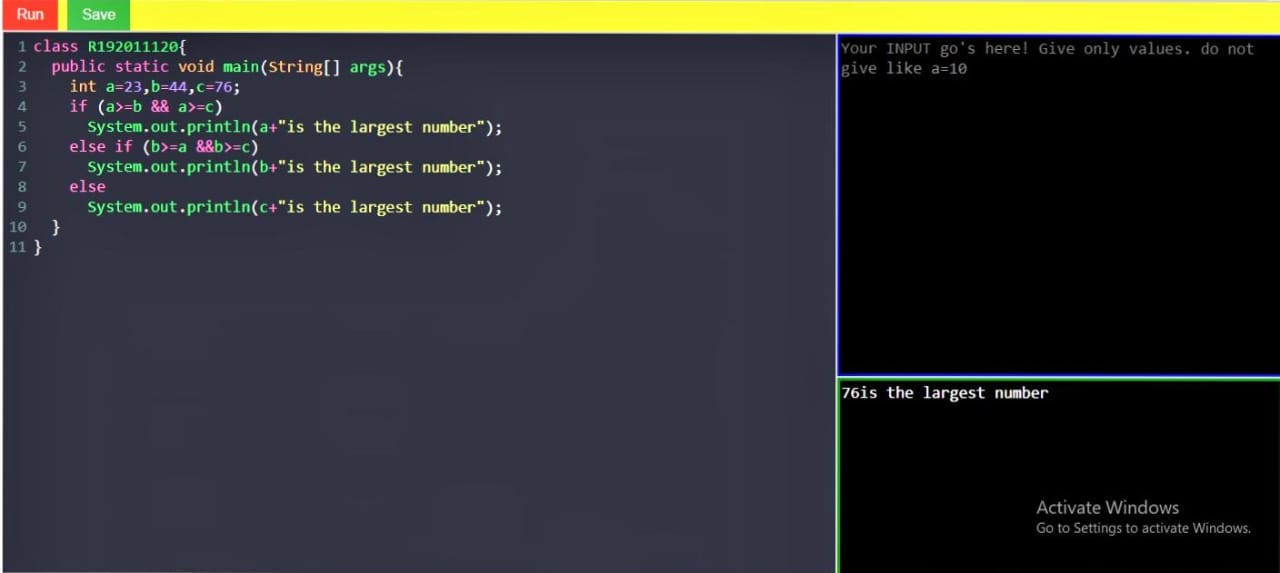 Run Save
1 class R192011120{
2 public static void main(String[] args){
3 int a=23,b=44,c=76;
4 if (a>=b && a>=c)
5 System.out.println(a+"is the largest number");
6 else if (b>=a &&b>=c)
7 System.out.println(b+"is the largest number");
8 else
9 System.out.println(c+"is the largest number");
10 }
11 }
Your INPUT go's here! Give only values. do not
give like a=10
76is the largest number
Activate Windows
Go to Settings to activate Windows.